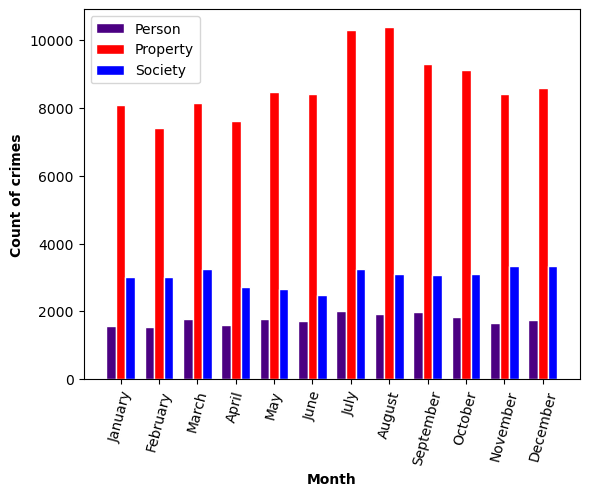 Person
Property
Society
10000
8000
6000
4000
2000
0
Count of crimes
January
February
March
April
May
June
July
August
September
October
November
December
Month